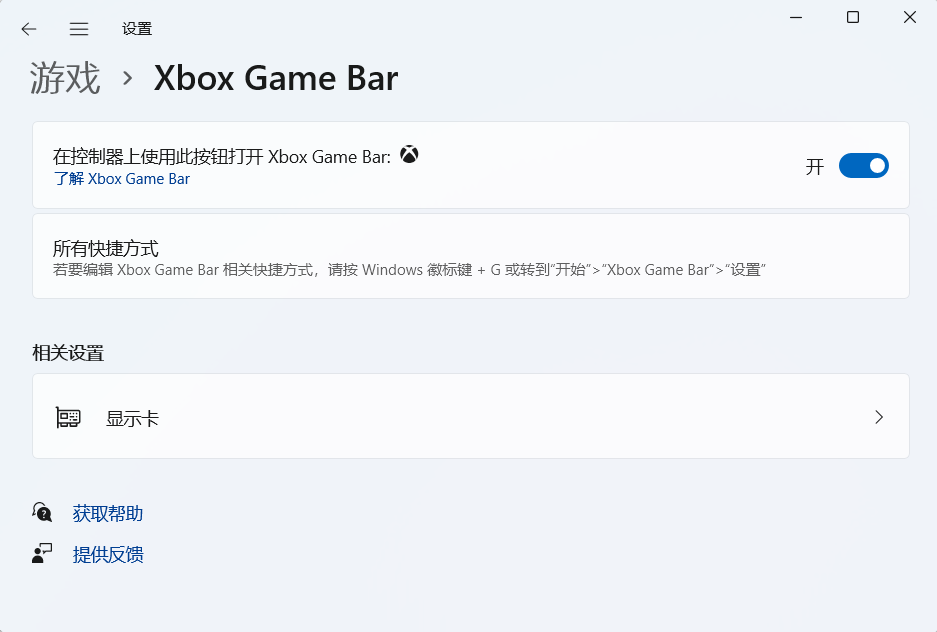 设置
游戏 › Xbox Game Bar
在控制器上使用此按钮打开 Xbox Game Bar:
开
了解 Xbox Game Bar
所有快捷方式
若要编辑 Xbox Game Bar 相关快捷方式，请按 Windows 徽标键 + G 或转到“开始”>“Xbox Game Bar”>“设置”
相关设置
显示卡
获取帮助
提供反馈